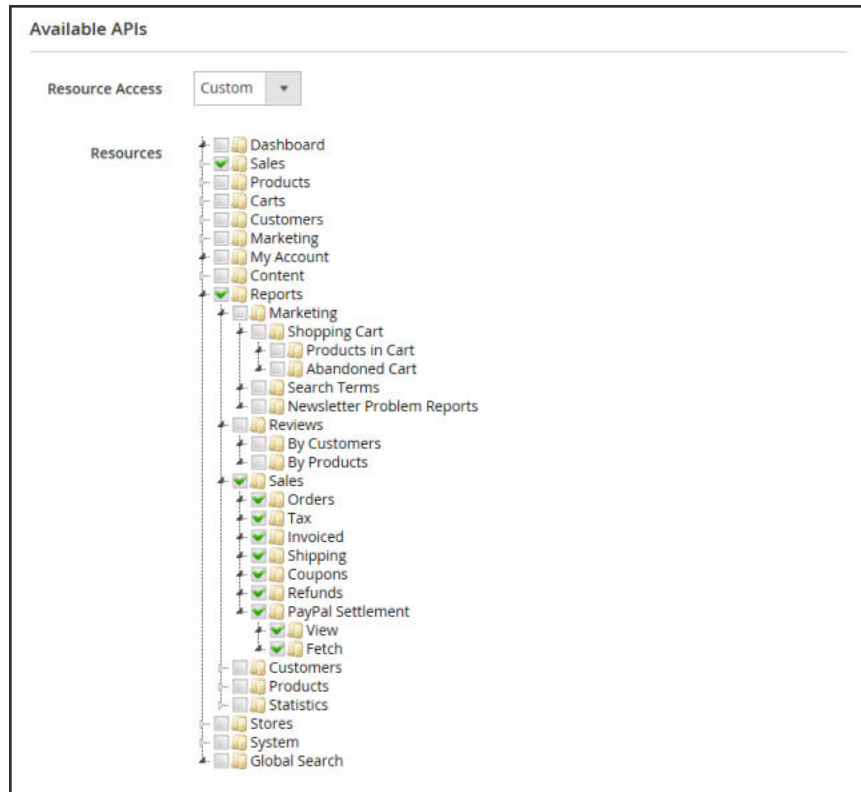 Available APIs
Resource Access Custom
Resources
Dashboard
Sales
Products
Carts
Customers
Marketing
My Account
Content
Reports
Marketing
Shopping Cart
Products in Cart
Abandoned Cart
Search Terms
Newsletter Problem Reports
Reviews
By Customers
By Products
Sales
Orders
Tax
Invoiced
Shipping
Coupons
Refunds
PayPal Settlement
View
Fetch
Customers
Products
Statistics
Stores
System
Global Search